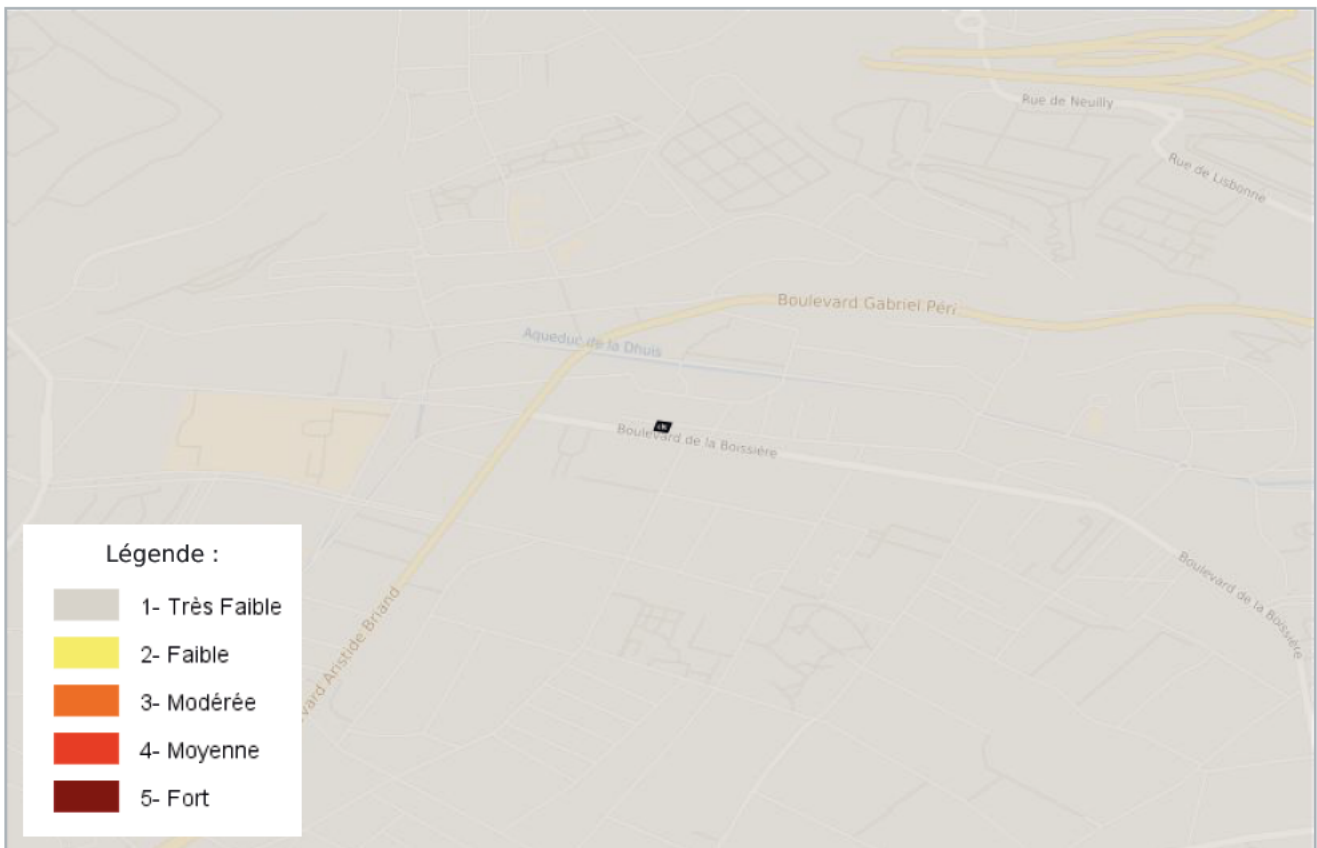 Rue de Neuilly
Rue de Lisbonne
Boulevard Gabriel Péri
Aqueduc de la Dhuis
Boulevard de la Boissière
Boulevard de la Boissière
vard Aristide Briand
Légende :
1- Très Faible
2- Faible
3- Modérée
4- Moyenne
5- Fort